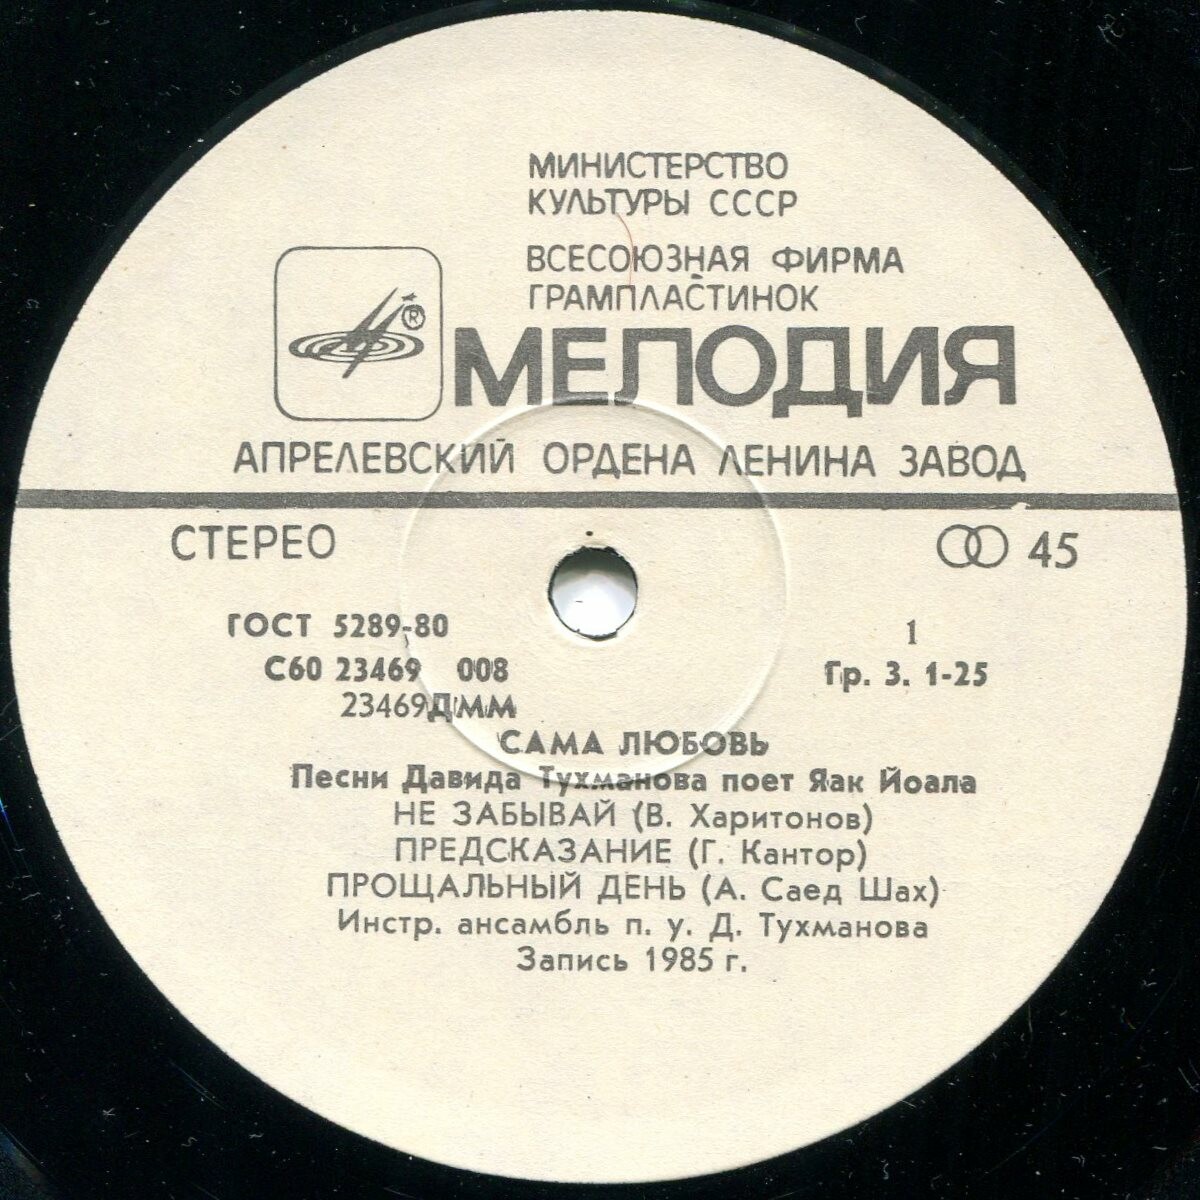 МИНИСТЕРСТВО
КУЛЬТУРЫ СССР
ВСЕСОЮЗНАЯ ФИРМА
ГРАМПЛАСТИНОК
®
МЕЛОДИЯ
АПРЕЛЕВСКИЙ ОРДЕНА ЛЕНИНА ЗАВОД
СТЕРЕО
45
ГОСТ 5289-80
1
С60 23469 008
Гр. 3. 1-25
23469ДММ
САМА ЛЮБОВЬ
Песни Давида Тухманова поет Яак Йоала
НЕ ЗАБЫВАЙ (В. Харитонов)
ПРЕДСКАЗАНИЕ (Г. Кантор)
ПРОЩАЛЬНЫЙ ДЕНЬ (А. Саед Шах)
Инстр. ансамбль п. у. Д. Тухманова
Запись 1985 г.